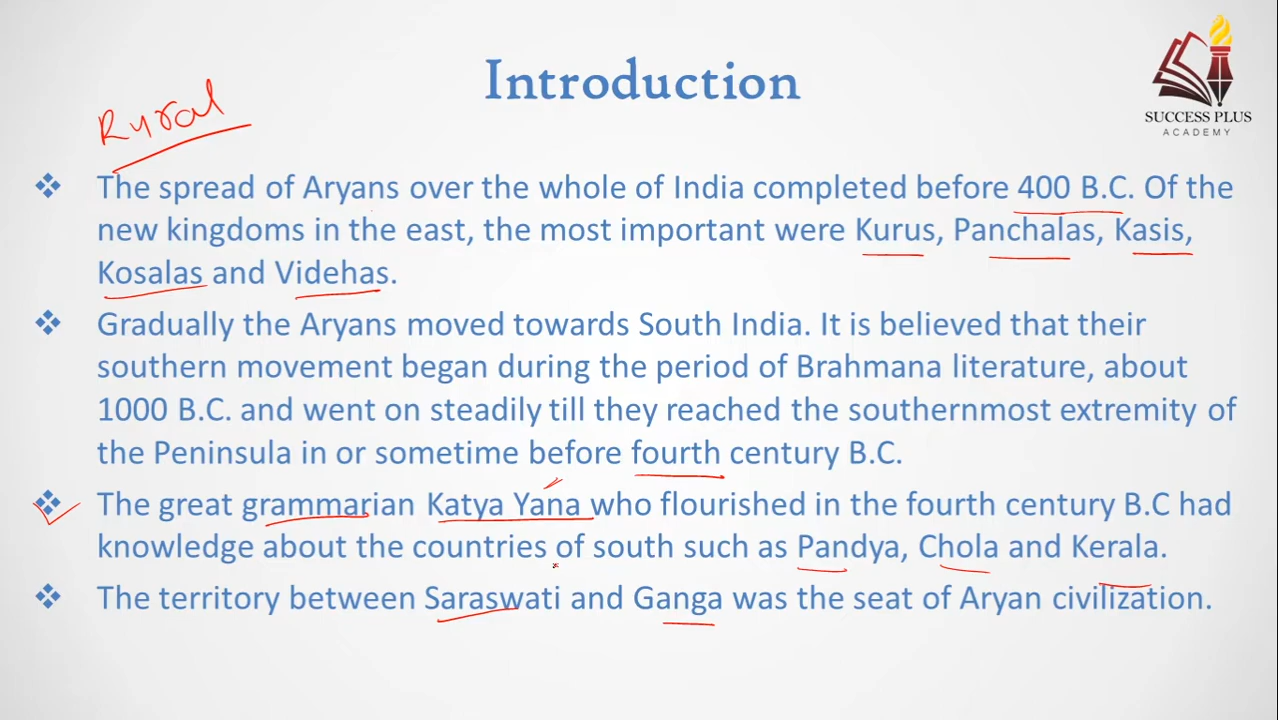 Introduction
SUCCESS PLUS
ACADEMY
Rural
❖ The spread of Aryans over the whole of India completed before 400 B.C. Of the
new kingdoms in the east, the most important were Kurus, Panchalas, Kasis,
Kosalas and Videhas.
❖ Gradually the Aryans moved towards South India. It is believed that their
southern movement began during the period of Brahmana literature, about
1000 B.C. and went on steadily till they reached the southernmost extremity of
the Peninsula in or sometime before fourth century B.C.
❖ The great grammarian Katya Yana who flourished in the fourth century B.C had
knowledge about the countries of south such as Pandya, Chola and Kerala.
❖ The territory between Saraswati and Ganga was the seat of Aryan civilization.